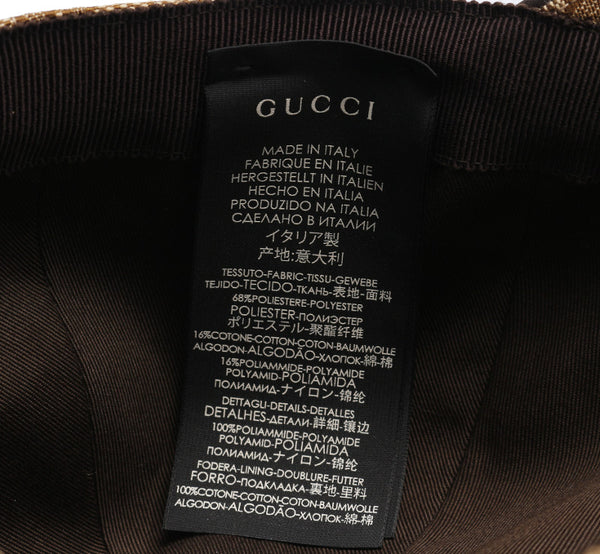 GUCCI
MADE IN ITALY
FABRIQUE EN ITALIE
HERGESTELLT IN ITALIEN
HECHO EN ITALIA
PRODUZIDO NA ITALIA
СДЕЛАНО В ИТАЛИИ
イタリア製
产地:意大利
TESSUTO-FABRIC-TISSU-GEWEBE
TEJIDO-TECIDO-ТКАНЬ-表地-面料
68%POLIESTERE-POLYESTER
POLIESTER-ПОЛИЭСТЕР
ポリエステル-聚酯纤维
16%COTONE-COTTON-COTON-BAUMWOLLE
ALGODON-ALGODÃO-ХЛОПОК-綿-棉
16%POLIAMMIDE-POLYAMIDE
POLYAMID-POLIAMIDA
ПОЛИАМИД-ナイロン-锦纶
DETTAGLI-DETAILS-DETAILLES
DETALHES-ДЕТАЛИ-詳細-镶边
100%POLIAMMIDE-POLYAMIDE
POLYAMID-POLIAMIDA
ПОЛИАМИД-ナイロン-锦纶
FODERA-LINING-DOUBLURE-FUTTER
FORRO-ПОДКЛАДКА-裏地-里料
100%COTONE-COTTON-COTON-BAUMWOLLE
ALGODON-ALGODÃO-ХЛОПОК-綿-棉